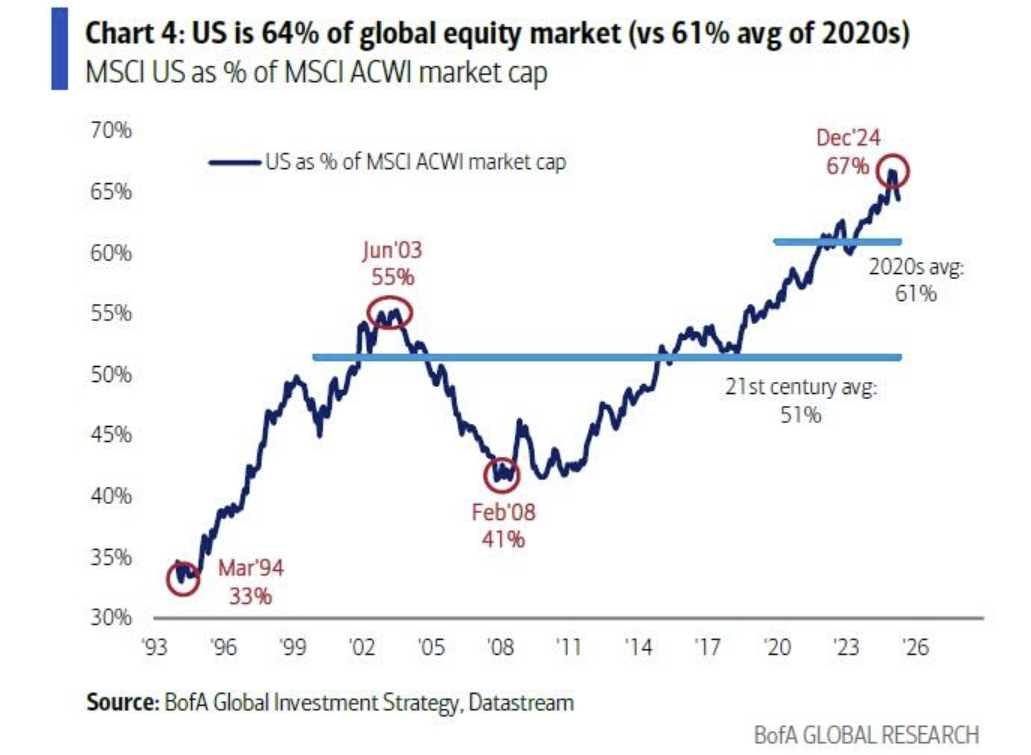 Chart 4: US is 64% of global equity market (vs 61% avg of 2020s)
MSCI US as % of MSCI ACWI market cap
70%
65%
60%
55%
50%
45%
40%
35%
30%
US as % of MSCI ACWI market cap
Dec'24
67%
Jun'03
55%
2020s avg:
61%
21st century avg:
51%
Feb'08
41%
Mar'94
33%
'93 '96 '99 '02 '05 '08 '11 '14 '17 '20 '23 '26
Source: BofA Global Investment Strategy, Datastream
BofA GLOBAL RESEARCH